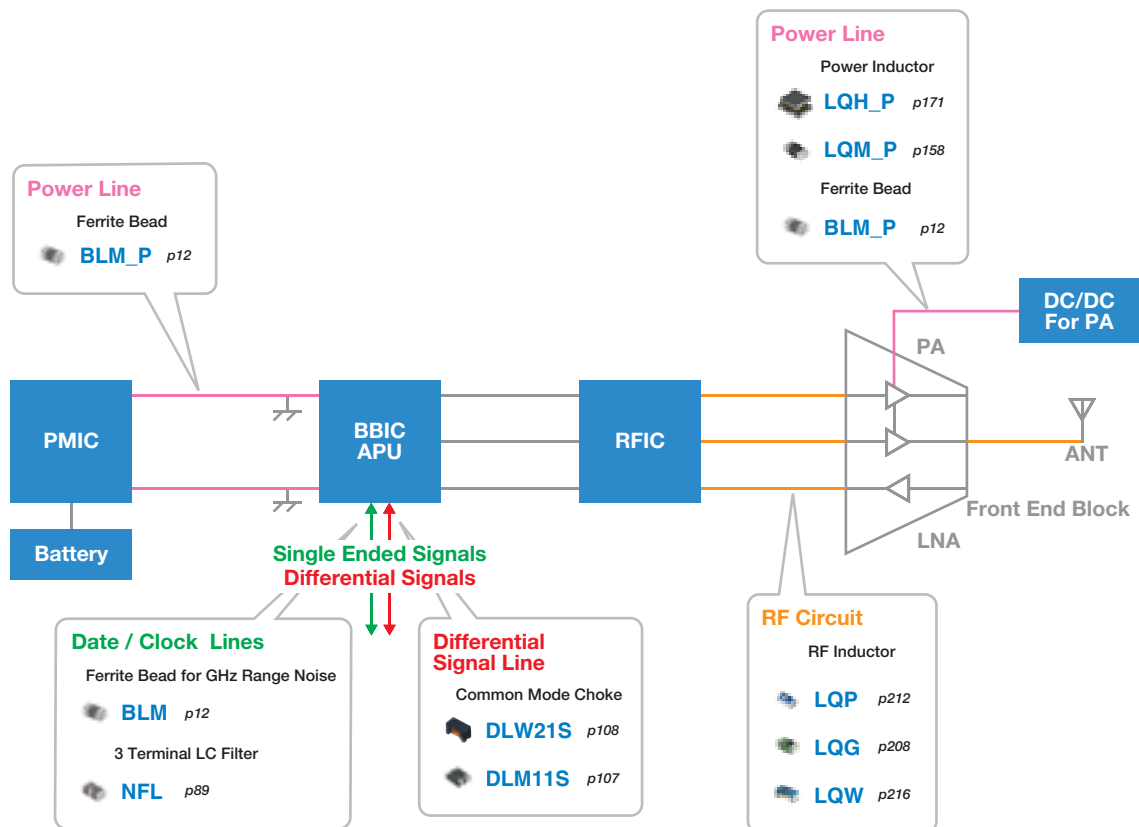 Power Line
Power Inductor
LQH_P p171
LQM_P p158
Ferrite Bead
BLM_P p12
Power Line
Ferrite Bead
BLM_P p12
DC/DC
For PA
PA
PMIC
BBIC
APU
RFIC
ANT
Front End Block
LNA
Battery
Single Ended Signals
Differential Signals
Date / Clock Lines
Ferrite Bead for GHz Range Noise
BLM p12
3 Terminal LC Filter
NFL p89
Differential
Signal Line
Common Mode Choke
DLW21S p108
DLM11S p107
RF Circuit
RF Inductor
LQP p212
LQG p208
LQW p216